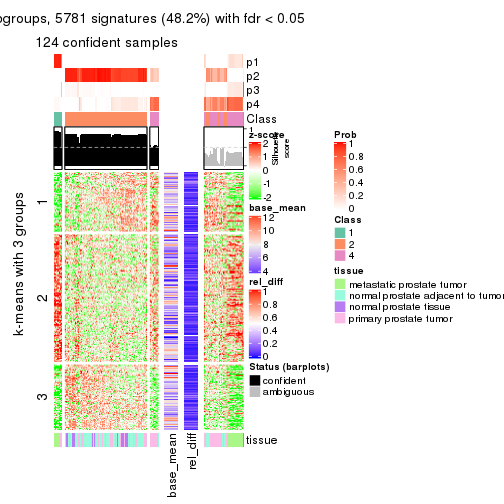 ogroups, 5781 signatures (48.2%) with fdr < 0.05
124 confident samples
p1
p2
p3
p4
Class
1
Silhouette
score
z-score
2
1
0
-1
-2
base_mean
12
10
8
6
4
rel_diff
1
0.8
0.6
0.4
0.2
0
Status (barplots)
confident
ambiguous
Prob
1
0.8
0.6
0.4
0.2
0
Class
1
2
4
tissue
metastatic prostate tumor
normal prostate adjacent to tumor
normal prostate tissue
primary prostate tumor
k-means with 3 groups
1
2
3
tissue
base_mean
rel_diff